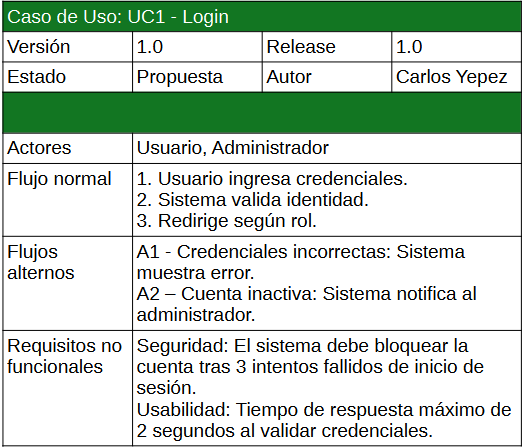 Caso de Uso: UC1 - Login
Versión 1.0 Release 1.0
Estado Propuesta Autor Carlos Yepez
Actores Usuario, Administrador
Flujo normal 1. Usuario ingresa credenciales.
2. Sistema valida identidad.
3. Redirige según rol.
Flujos A1 - Credenciales incorrectas: Sistema
alternos muestra error.
A2 – Cuenta inactiva: Sistema notifica al
administrador.
Requisitos no Seguridad: El sistema debe bloquear la
funcionales cuenta tras 3 intentos fallidos de inicio de
sesión.
Usabilidad: Tiempo de respuesta máximo de
2 segundos al validar credenciales.